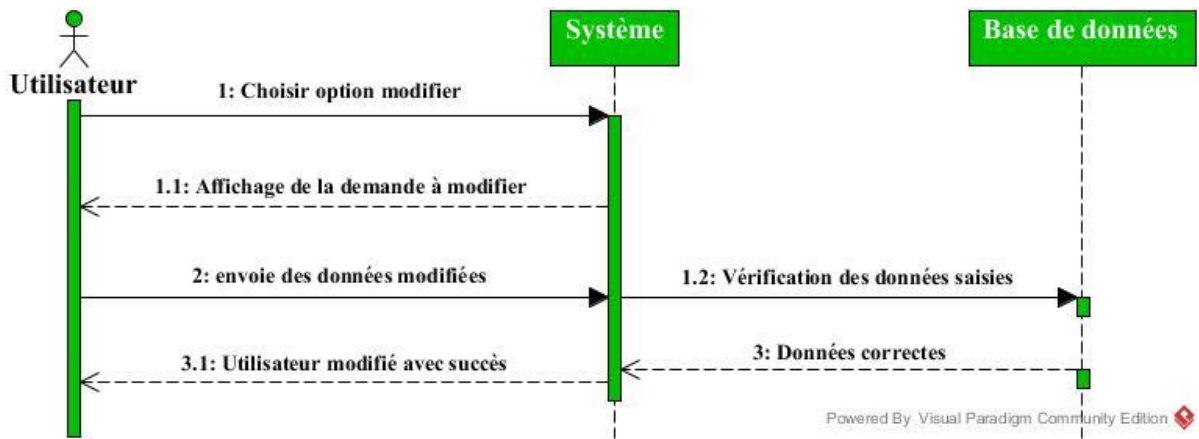 Système
Base de données
Utilisateur
1: Choisir option modifier
1.1: Affichage de la demande à modifier
2: envoie des données modifiées
1.2: Vérification des données saisies
3: Données correctes
3.1: Utilisateur modifié avec succès
Powered By Visual Paradigm Community Edition